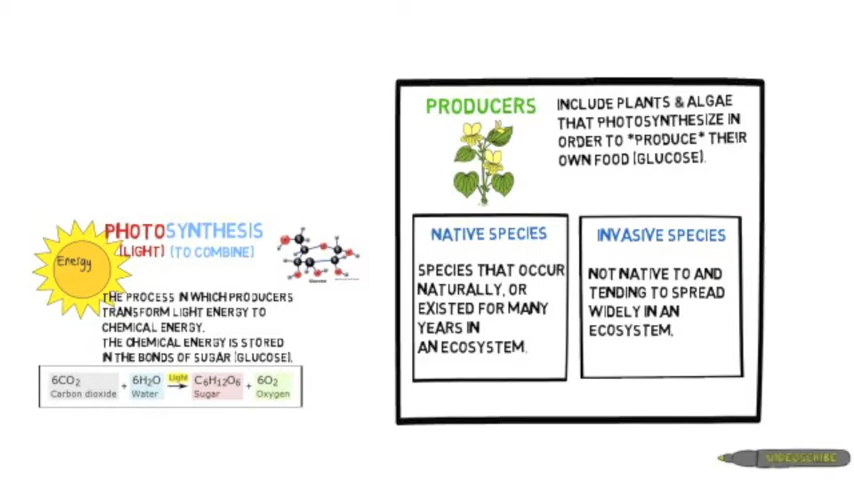 PHOTOSYNTHESIS
(LIGHT) (TO COMBINE)
Energy
Glucose
THE PROCESS IN WHICH PRODUCERS
TRANSFORM LIGHT ENERGY TO
CHEMICAL ENERGY.
THE CHEMICAL ENERGY IS STORED
IN THE BONDS OF SUGAR (GLUCOSE).
6CO2 + 6H2O Light → C6H12O6 + 6O2
Carbon dioxide Water Sugar Oxygen
PRODUCERS
INCLUDE PLANTS & ALGAE
THAT PHOTOSYNTHESIZE IN
ORDER TO *PRODUCE* THEIR
OWN FOOD (GLUCOSE).
NATIVE SPECIES
SPECIES THAT OCCUR
NATURALLY, OR
EXISTED FOR MANY
YEARS IN
AN ECOSYSTEM.
INVASIVE SPECIES
NOT NATIVE TO AND
TENDING TO SPREAD
WIDELY IN AN
ECOSYSTEM.
VIDEOSCRIBE